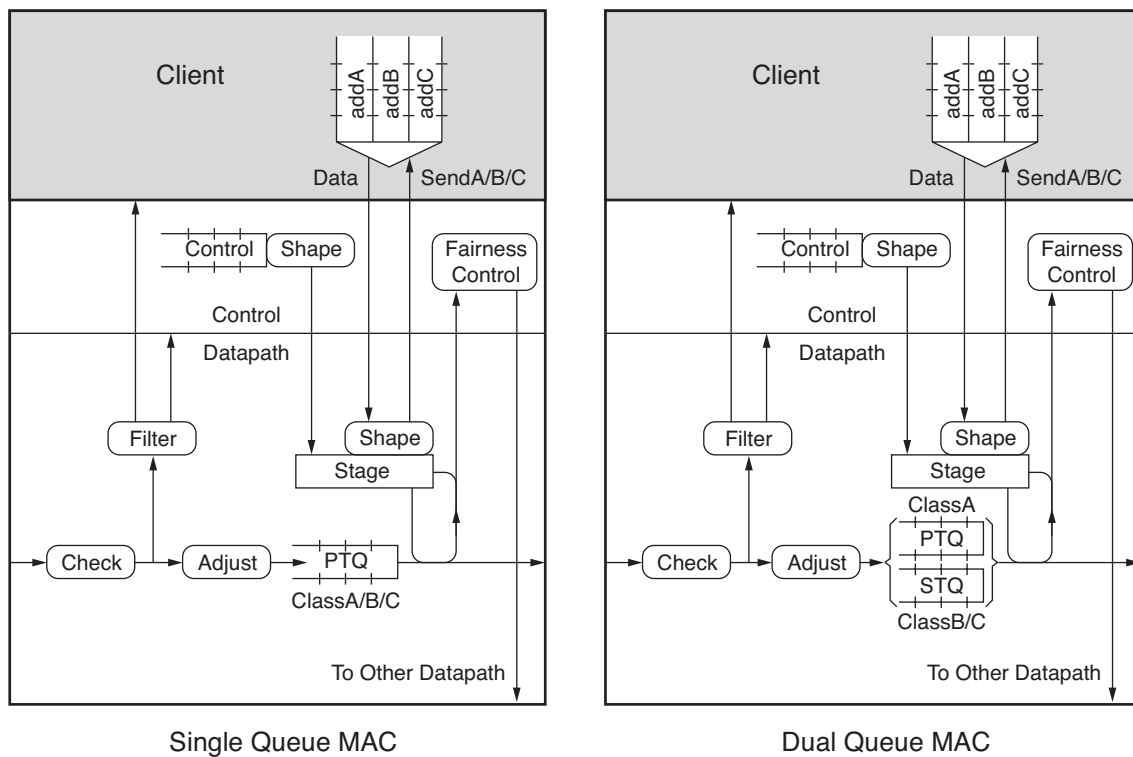 Client
addA
addB
addC
Data
SendA/B/C
Control
Shape
Fairness
Control
Control
Datapath
Filter
Shape
Stage
Check
Adjust
PTQ
ClassA/B/C
To Other Datapath
Single Queue MAC
Client
addA
addB
addC
Data
SendA/B/C
Control
Shape
Fairness
Control
Control
Datapath
Filter
Shape
Stage
ClassA
Check
Adjust
PTQ
STQ
ClassB/C
To Other Datapath
Dual Queue MAC